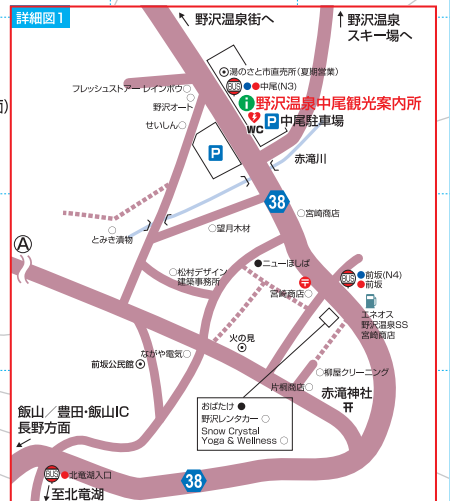 詳細図1
野沢温泉街へ
野沢温泉
スキー場へ
湯のさと市直売所(夏期営業)
BUS
中尾(N3)
フレッシュストアー レインボウ
野沢オート
せいしん
i
野沢温泉中尾観光案内所
WC
P
中尾駐車場
P
赤滝川
38
宮崎商店
望月木材
とみき漬物
A
ニューほしば
松村デザイン
建築事務所
〒
宮崎商店
BUS
前坂(N4)
前坂
エネオス
野沢温泉SS
宮崎商店
火の見
ながや電気
前坂公民館
柳屋クリーニング
片桐商店
赤滝神社
おばたけ
野沢レンタカー
Snow Crystal
Yoga & Wellness
飯山/豊田・飯山IC
長野方面
BUS
北竜湖入口
至北竜湖
38